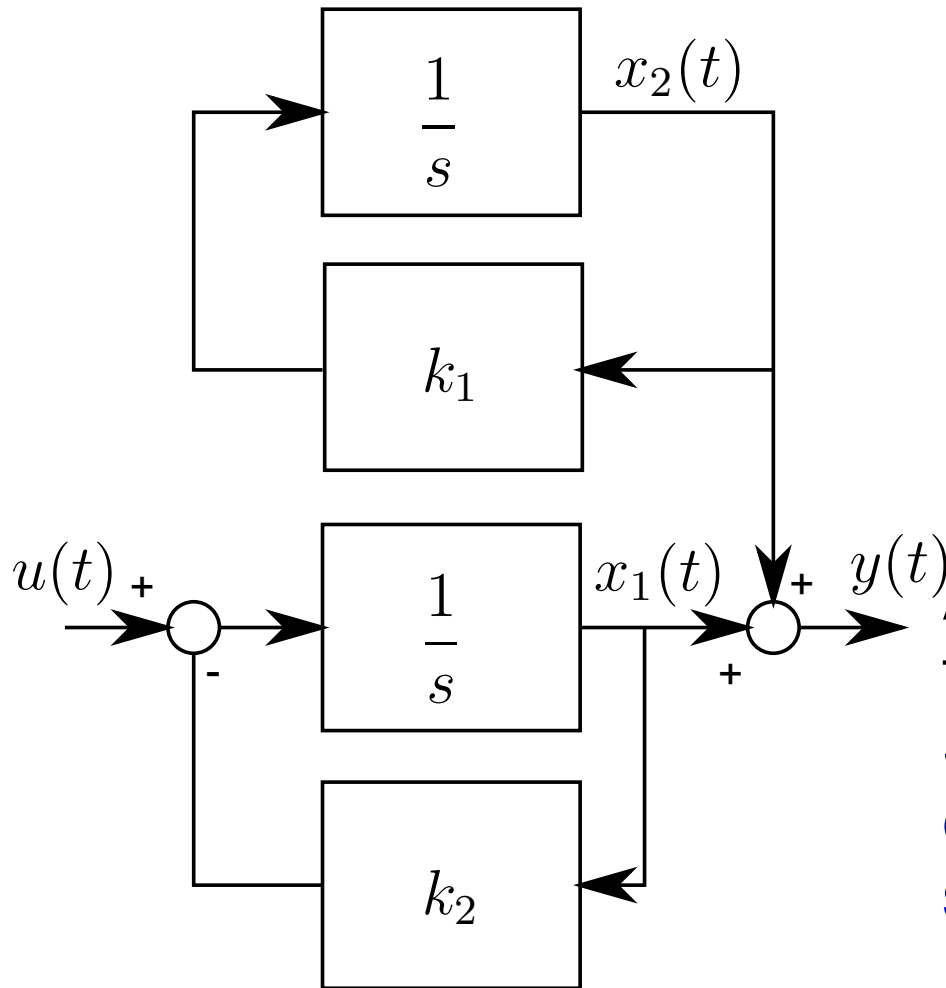 x₂(t)
1
s
k₁
u(t) +
1
s
x₁(t)
+
y(t)
-
+
k₂